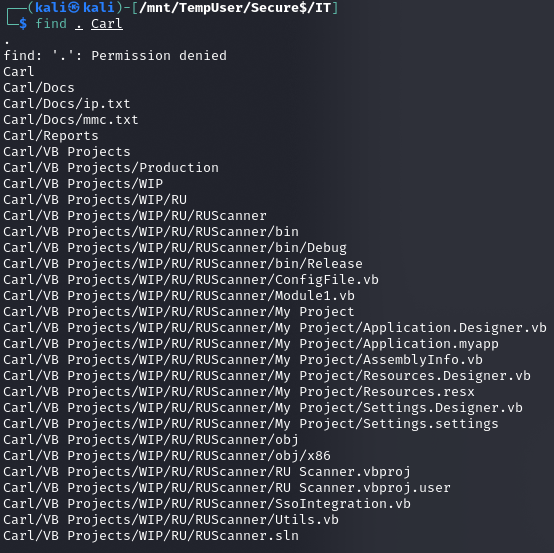 ┌──(kali㉿kali)-[/mnt/TempUser/Secure$/IT]
└─$ find . Carl
.
find: '.': Permission denied
Carl
Carl/Docs
Carl/Docs/ip.txt
Carl/Docs/mmc.txt
Carl/Reports
Carl/VB Projects
Carl/VB Projects/Production
Carl/VB Projects/WIP
Carl/VB Projects/WIP/RU
Carl/VB Projects/WIP/RU/RUScanner
Carl/VB Projects/WIP/RU/RUScanner/bin
Carl/VB Projects/WIP/RU/RUScanner/bin/Debug
Carl/VB Projects/WIP/RU/RUScanner/bin/Release
Carl/VB Projects/WIP/RU/RUScanner/ConfigFile.vb
Carl/VB Projects/WIP/RU/RUScanner/Module1.vb
Carl/VB Projects/WIP/RU/RUScanner/My Project
Carl/VB Projects/WIP/RU/RUScanner/My Project/Application.Designer.vb
Carl/VB Projects/WIP/RU/RUScanner/My Project/Application.myapp
Carl/VB Projects/WIP/RU/RUScanner/My Project/AssemblyInfo.vb
Carl/VB Projects/WIP/RU/RUScanner/My Project/Resources.Designer.vb
Carl/VB Projects/WIP/RU/RUScanner/My Project/Resources.resx
Carl/VB Projects/WIP/RU/RUScanner/My Project/Settings.Designer.vb
Carl/VB Projects/WIP/RU/RUScanner/My Project/Settings.settings
Carl/VB Projects/WIP/RU/RUScanner/obj
Carl/VB Projects/WIP/RU/RUScanner/obj/x86
Carl/VB Projects/WIP/RU/RUScanner/RU Scanner.vbproj
Carl/VB Projects/WIP/RU/RUScanner/RU Scanner.vbproj.user
Carl/VB Projects/WIP/RU/RUScanner/SsoIntegration.vb
Carl/VB Projects/WIP/RU/RUScanner/Utils.vb
Carl/VB Projects/WIP/RU/RUScanner.sln